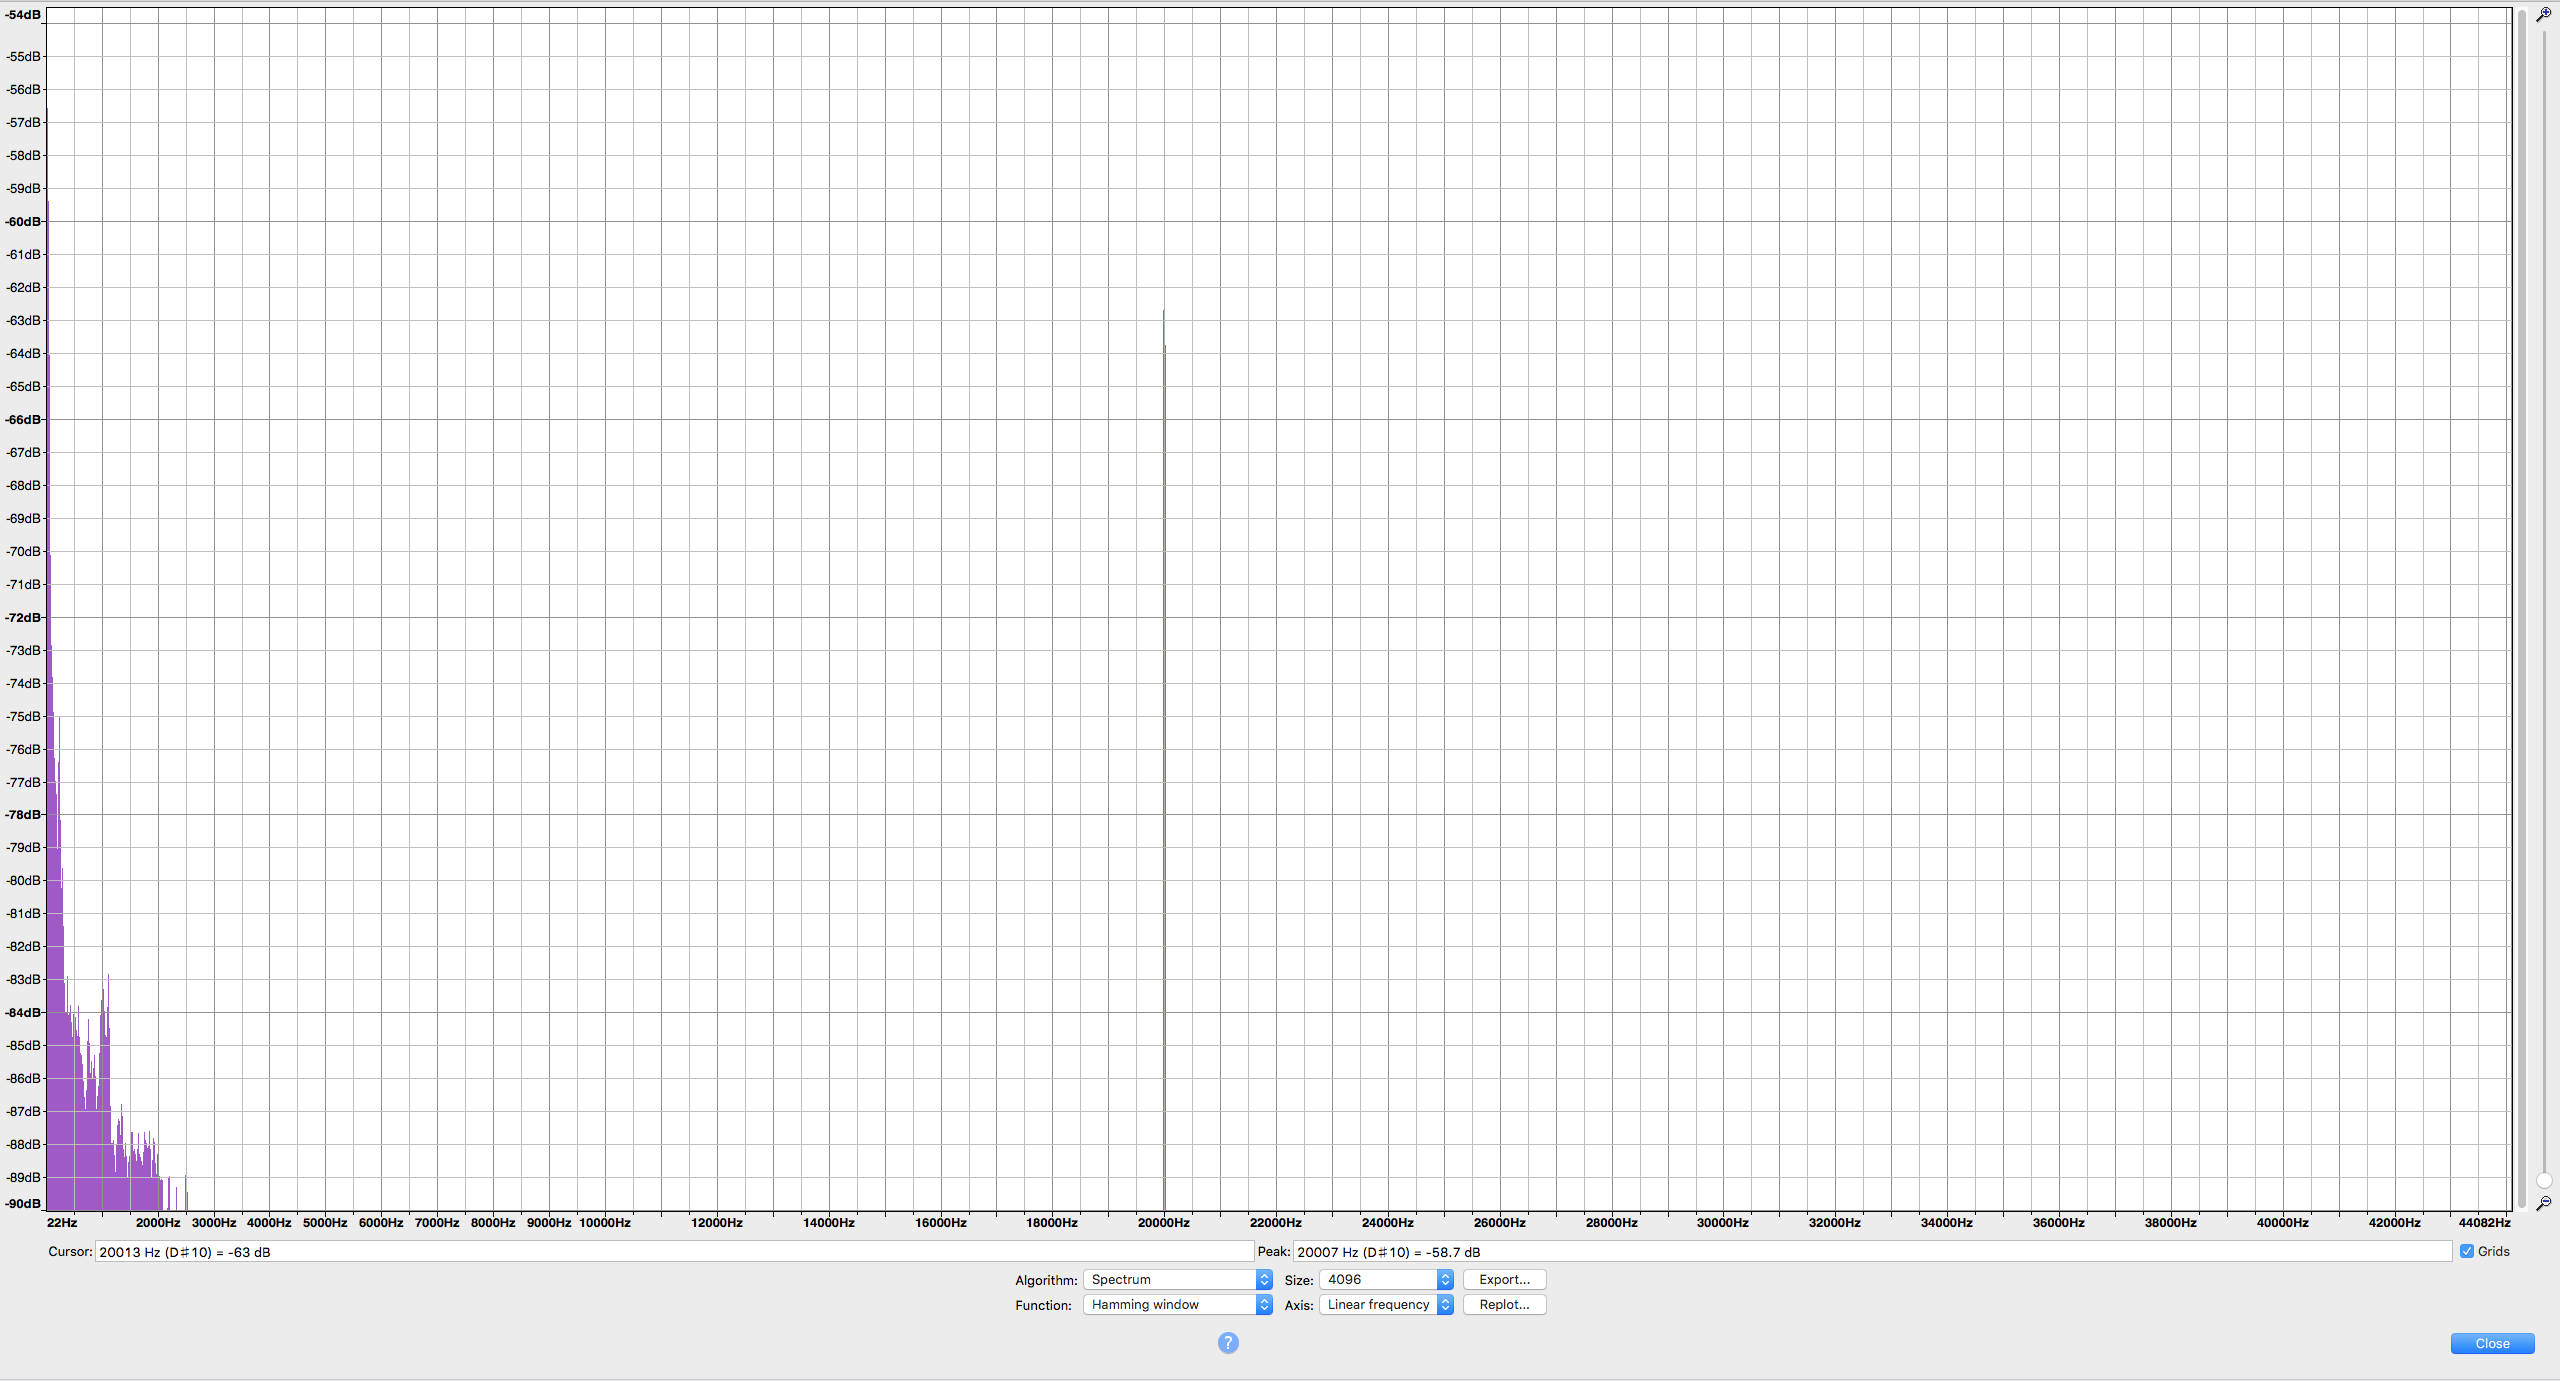 -54dB
-55dB
-56dB
-57dB
-58dB
-59dB
-60dB
-61dB
-62dB
-63dB
-64dB
-65dB
-66dB
-67dB
-68dB
-69dB
-70dB
-71dB
-72dB
-73dB
-74dB
-75dB
-76dB
-77dB
-78dB
-79dB
-80dB
-81dB
-82dB
-83dB
-84dB
-85dB
-86dB
-87dB
-88dB
-89dB
-90dB
22Hz 2000Hz 3000Hz 4000Hz 5000Hz 6000Hz 7000Hz 8000Hz 9000Hz 10000Hz 12000Hz 14000Hz 16000Hz 18000Hz 20000Hz 22000Hz 24000Hz 26000Hz 28000Hz 30000Hz 32000Hz 34000Hz 36000Hz 38000Hz 40000Hz 42000Hz 44082Hz
Cursor: 20013 Hz (D♯10) = -63 dB Peak: 20007 Hz (D♯10) = -58.7 dB Grids
Algorithm: Spectrum Size: 4096 Export...
Function: Hamming window Axis: Linear frequency Replot...
?
Close